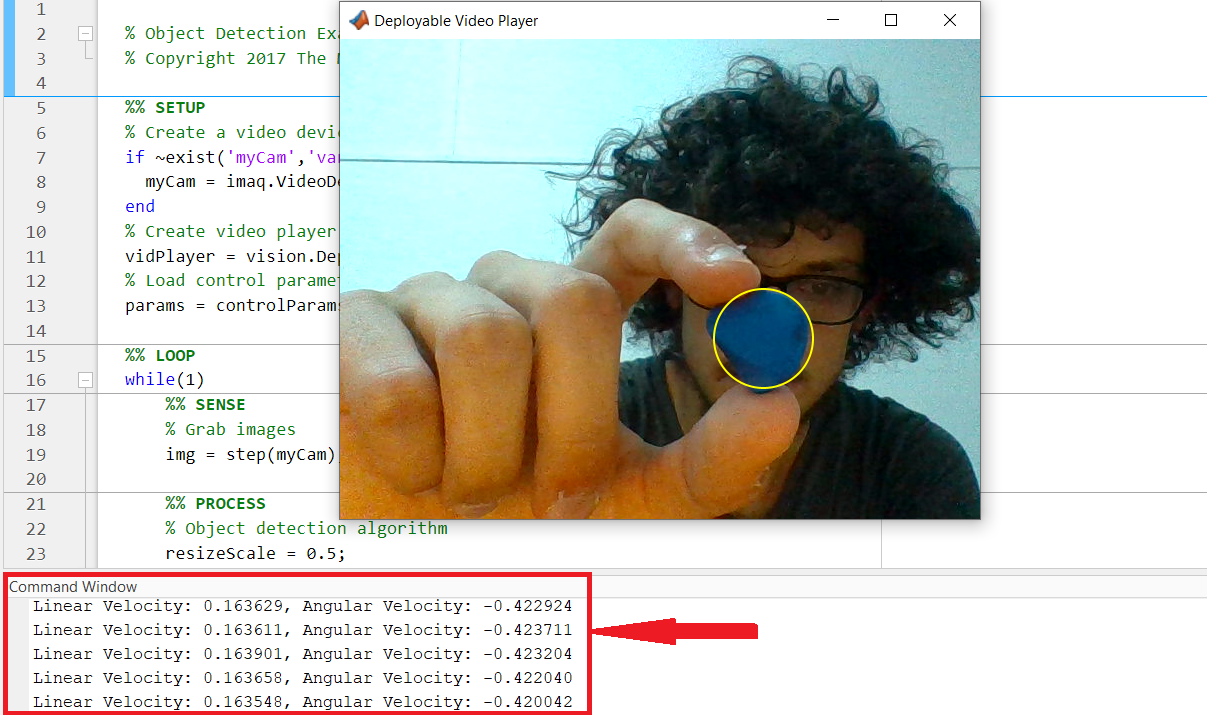 Deployable Video Player
1
2 % Object Detection Exa
3 % Copyright 2017 The
4
5 %% SETUP
6 % Create a video devi
7 if ~exist('myCam','va
8 myCam = imaq.VideoD
9 end
10 % Create video player
11 vidPlayer = vision.Dep
12 % Load control paramet
13 params = controlParams
14
15 %% LOOP
16 while(1)
17 %% SENSE
18 % Grab images
19 img = step(myCam)
20
21 %% PROCESS
22 % Object detection algorithm
23 resizeScale = 0.5;
Command Window
Linear Velocity: 0.163629, Angular Velocity: -0.422924
Linear Velocity: 0.163611, Angular Velocity: -0.423711
Linear Velocity: 0.163901, Angular Velocity: -0.423204
Linear Velocity: 0.163658, Angular Velocity: -0.422040
Linear Velocity: 0.163548, Angular Velocity: -0.420042